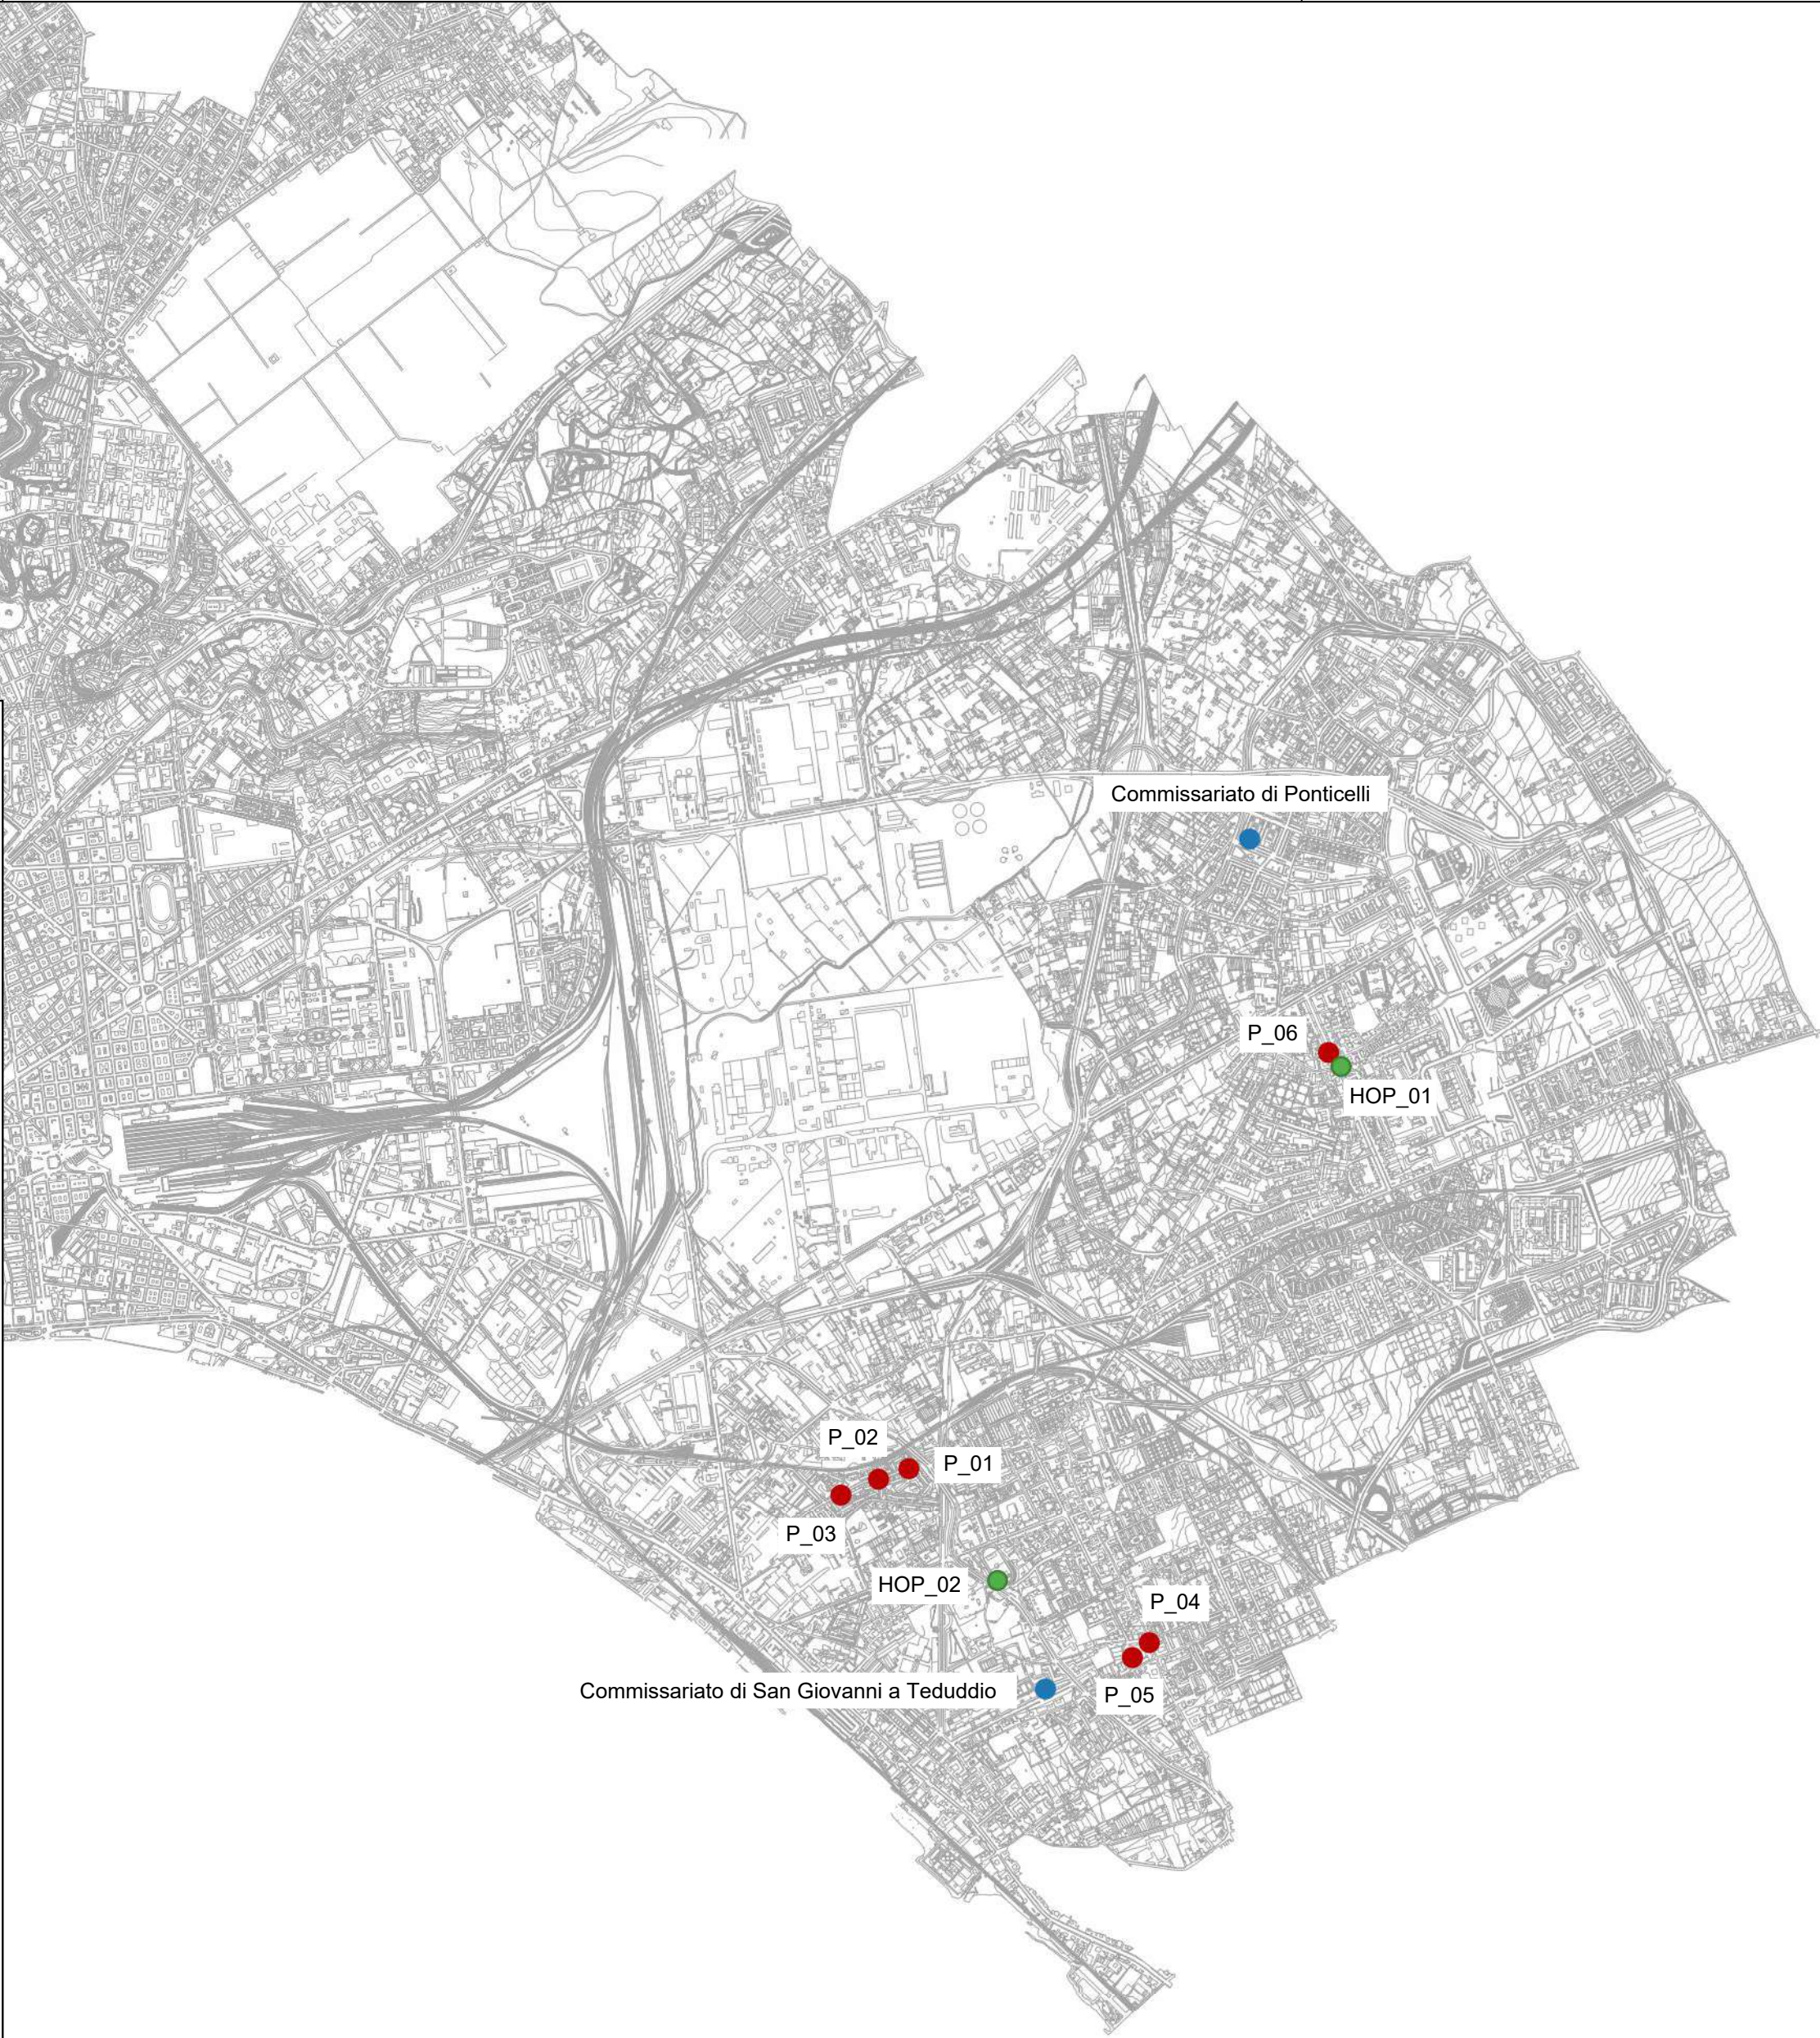 Commissariato di Ponticelli
P_06
HOP_01
P_02
P_01
P_03
HOP_02
P_04
Commissariato di San Giovanni a Teduddio
P_05